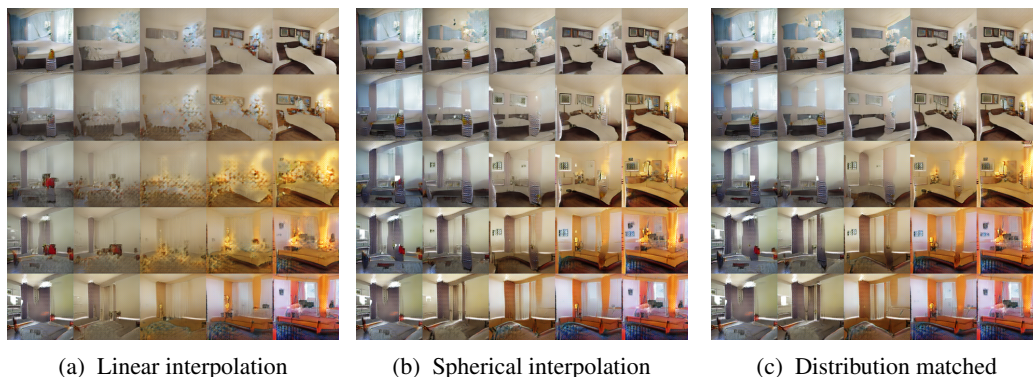 (a) Linear interpolation
(b) Spherical interpolation
(c) Distribution matched